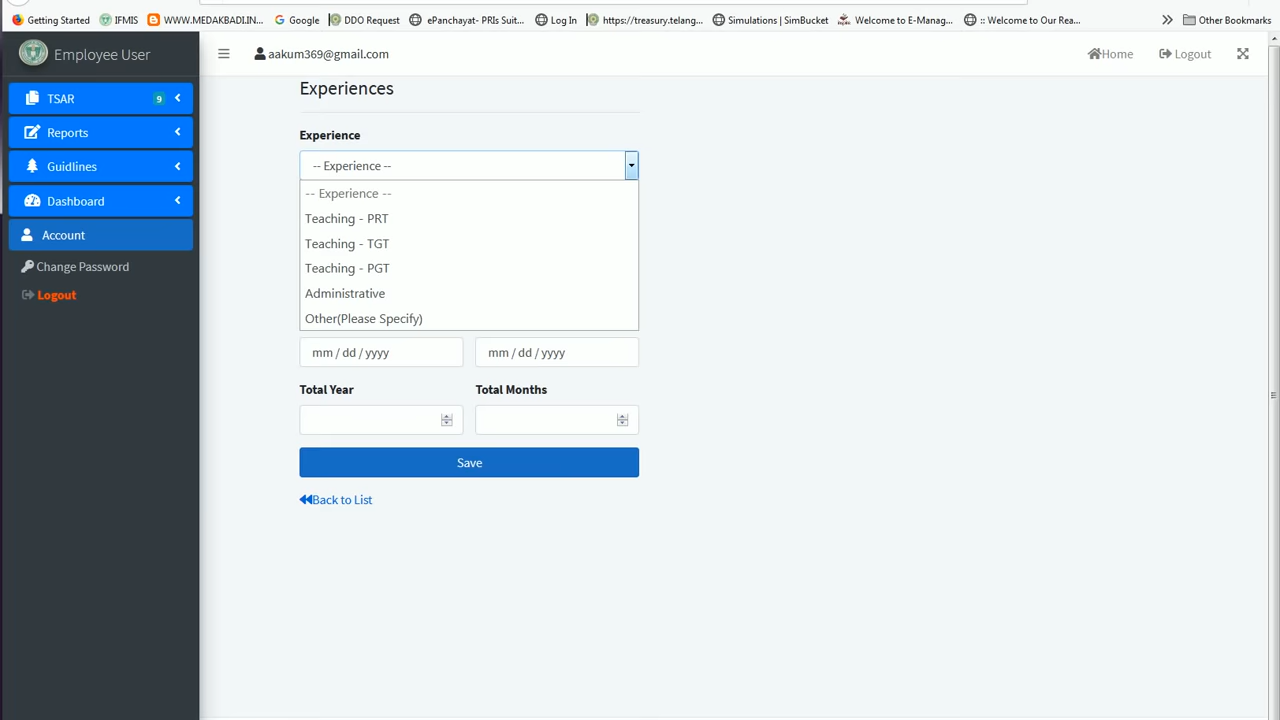 Getting Started IFMIS WWW.MEDAKBADI.IN... Google DDO Request ePanchayat- PRIs Suit... Log In https://treasury.telang... Simulations | SimBucket Welcome to E-Manag... :: Welcome to Our Rea... Other Bookmarks
Employee User
aakum369@gmail.com
Home Logout
TSAR 9
Reports
Guidlines
Dashboard
Account
Change Password
Logout
Experiences
Experience
-- Experience --
-- Experience --
Teaching - PRT
Teaching - TGT
Teaching - PGT
Administrative
Other(Please Specify)
mm / dd / yyyy mm / dd / yyyy
Total Year Total Months
Save
Back to List